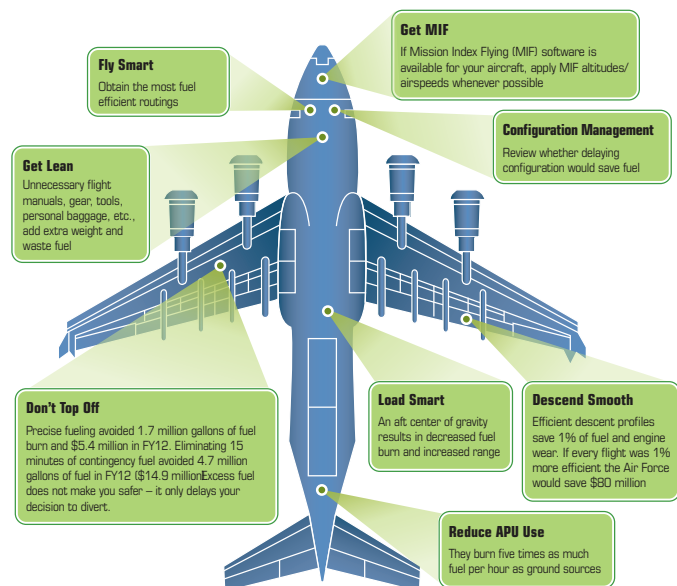 Get MIF
If Mission Index Flying (MIF) software is
available for your aircraft, apply MIF altitudes/
airspeeds whenever possible
Fly Smart
Obtain the most fuel
efficient routings
Configuration Management
Review whether delaying
configuration would save fuel
Get Lean
Unnecessary flight
manuals, gear, tools,
personal baggage, etc.,
add extra weight and
waste fuel
Don't Top Off
Precise fueling avoided 1.7 million gallons of fuel
burn and $5.4 million in FY12. Eliminating 15
minutes of contingency fuel avoided 4.7 million
gallons of fuel in FY12 ($14.9 millionExcess fuel
does not make you safer – it only delays your
decision to divert.
Load Smart
An aft center of gravity
results in decreased fuel
burn and increased range
Descend Smooth
Efficient descent profiles
save 1% of fuel and engine
wear. If every flight was 1%
more efficient the Air Force
would save $80 million
Reduce APU Use
They burn five times as much
fuel per hour as ground sources